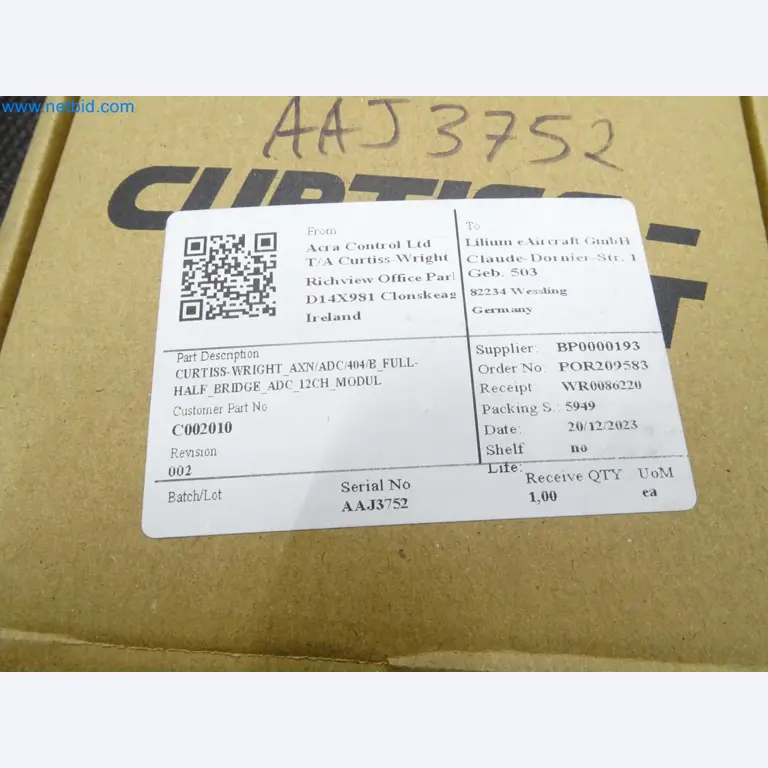 www.netbid.com
AAJ3752
CURTISS-
From
Acra Control Ltd
T/A Curtiss-Wright
Richview Office Parl
D14X981 Clonskeag
Ireland
To
Lilium eAircraft GmbH
Claude-Dornier-Str. 1
Geb. 503
82234 Wessling
Germany
Part Description
CURTISS-WRIGHT_AXN/ADC/404/B_FULL-
HALF_BRIDGE_ADC_12CH_MODUL
Customer Part No
C002010
Revision
002
Supplier: BP0000193
Order No: POR209583
Receipt: WR0086220
Packing S.: 5949
Date: 20/12/2023
Shelf no
Life:
Batch/Lot
Serial No
AAJ3752
Receive QTY UoM
1,00 ea